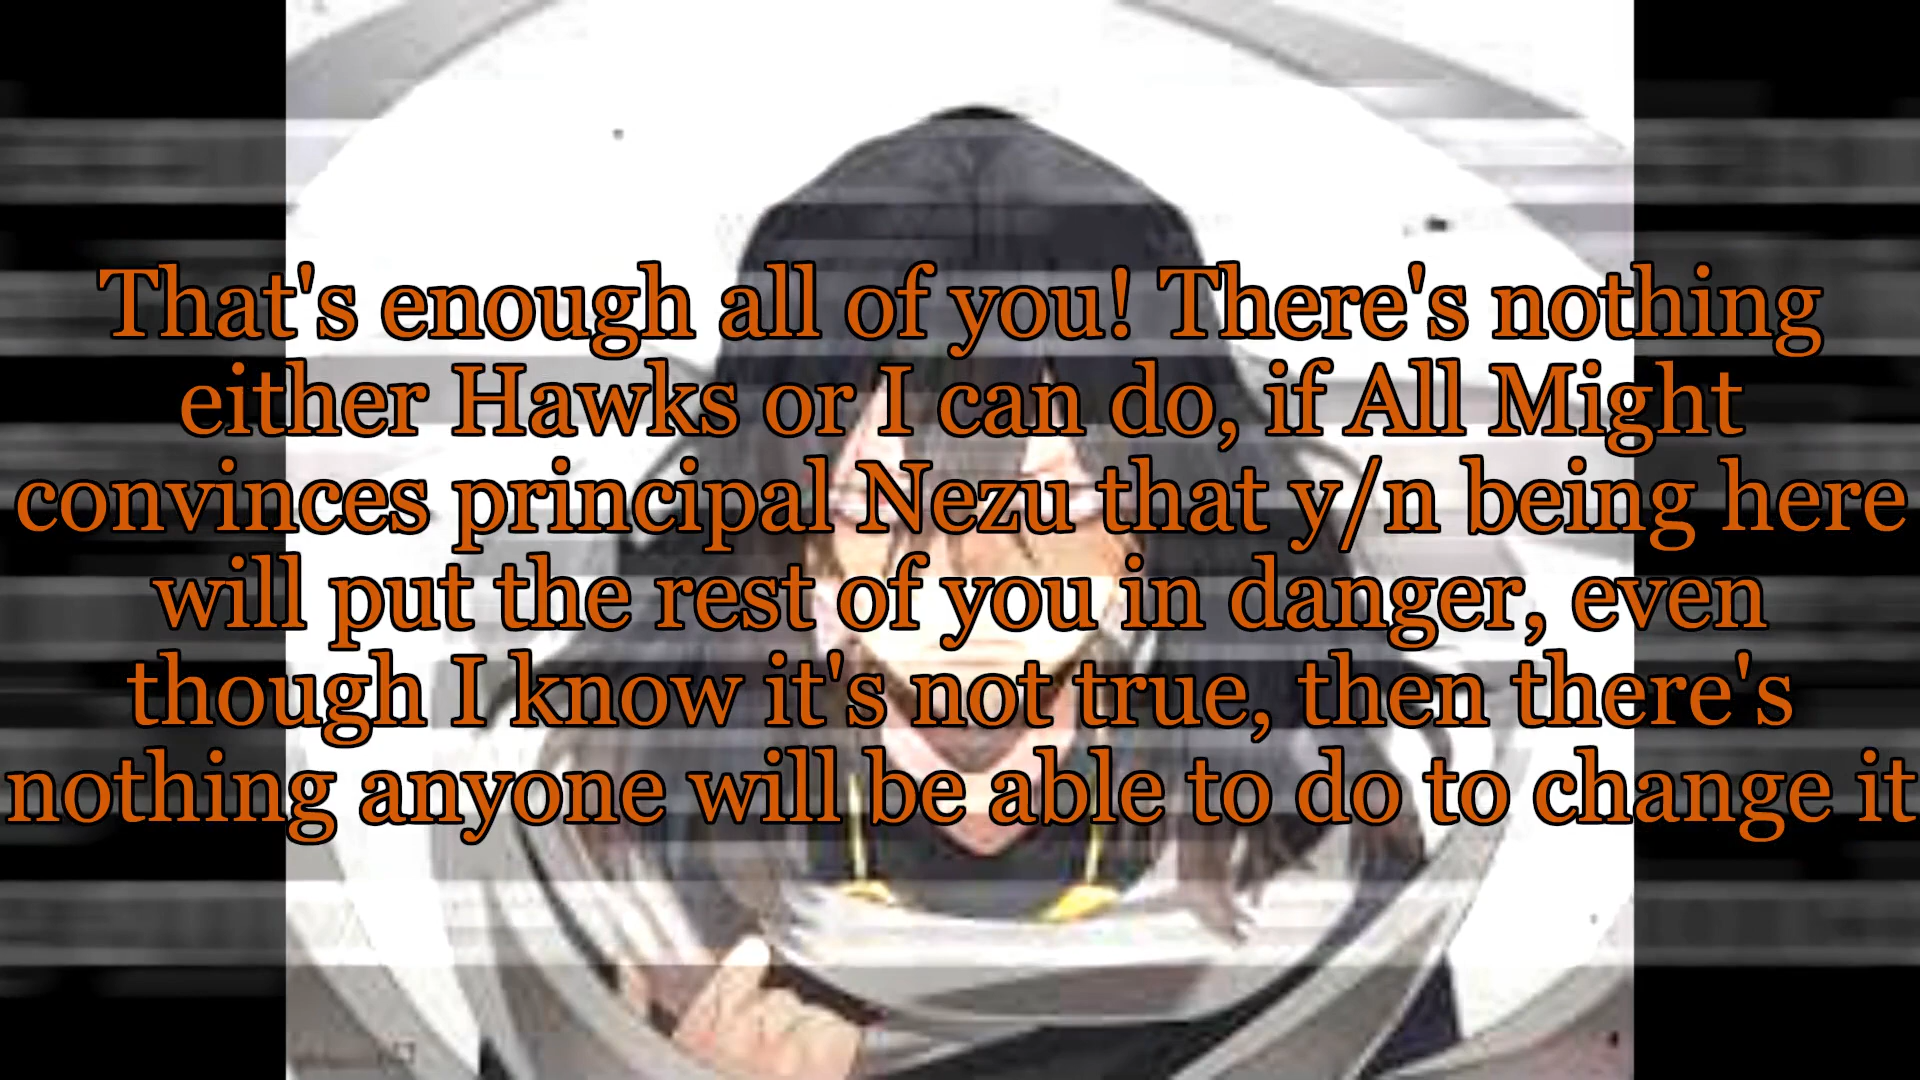 That's enough all of you! There's nothing
either Hawks or I can do, if All Might
convinces principal Nezu that y/n being here
will put the rest of you in danger, even
though I know it's not true, then there's
nothing anyone will be able to do to change it